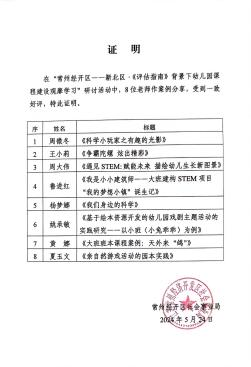 证 明
在“常州经开区——新北区·《评估指南》背景下幼儿园课
程建设观摩学习”研讨活动中，8 位老师作案例分享，受到一致
好评，特此证明。
序 姓名 标题
1 周微冬 《科学小玩家之有趣的光影》
2 王小莉 《争霸陀螺 炫出精彩》
3 周大伟 《遇见 STEM：赋能未来 描绘幼儿生长新图景》
4 鲁进红 《我是小小建筑师——大班建构 STEM 项目
“我的梦想小镇”诞生记》
5 杨梦娜 《我们身边的科学》
6 姚承敏 《基于绘本资源开发的幼儿园戏剧主题活动的
实践研究——以小班《小兔乖乖》为例》
7 黄 娜 《大班班本课程案例：天外来“鸽”》
8 夏玉文 《亲自然游戏活动的园本实践》
常州经开区社会事业局
2024 年 5 月 24 日